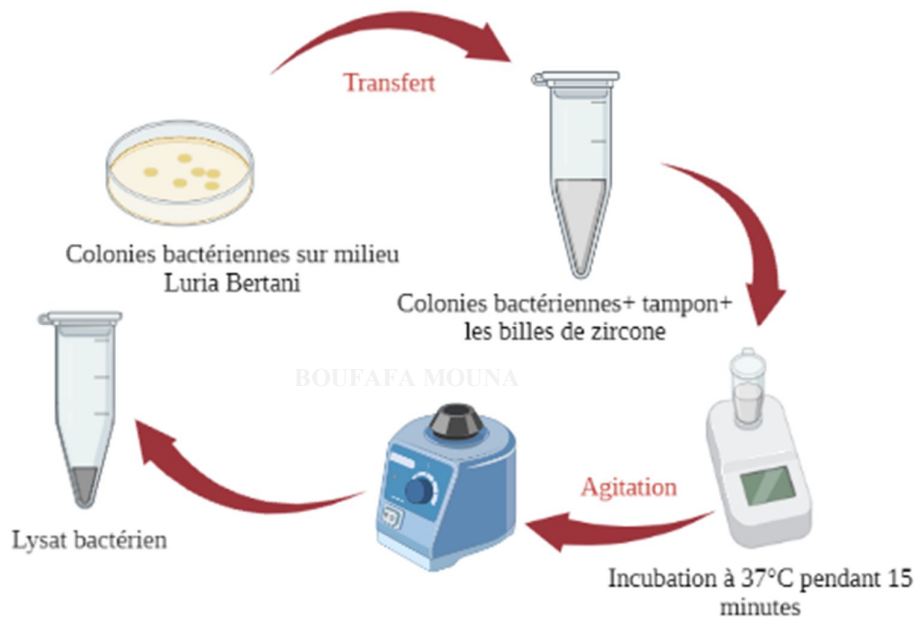 Transfert
Colonies bactériennes sur milieu
Luria Bertani
Colonies bactériennes+ tampon+
les billes de zircone
BOUFAFA MOUNA
Agitation
Incubation à 37°C pendant 15
minutes
Lysat bactérien